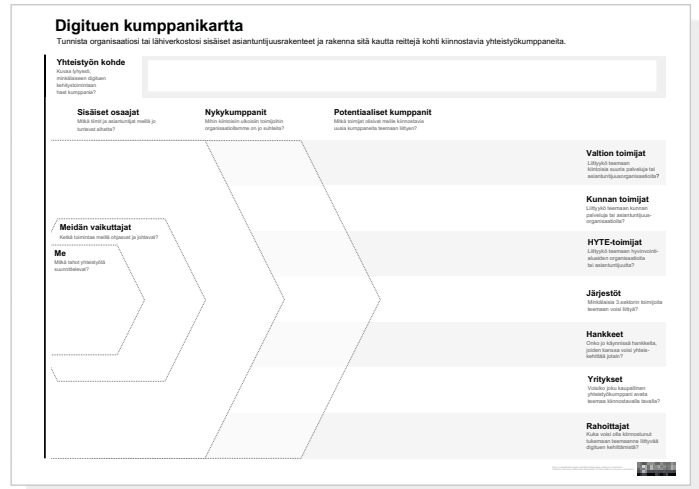 Digituen kumppanikartta
Tunnista organisaatiosi tai lähiverkostosi sisäiset asiantuntijuusrakenteet ja rakenna sitä kautta reittejä kohti kiinnostavia yhteistyökumppaneita.
Yhteistyön kohde
Kuvaa lyhyesti,
minkälaiseen digituen
kehitystoimintaan
haet kumppania?
Sisäiset osaajat
Mitkä tiimit ja asiantuntijat meillä jo
tuntevat aihetta?
Nykykumppanit
Mihin kiintoisiin ulkoisiin toimijoihin
organisaatiollamme on jo suhteita?
Potentiaaliset kumppanit
Mitkä toimijat olisivat meille kiinnostavia
uusia kumppaneita teemaan liittyen?
Valtion toimijat
Liittyykö teemaan
kiintoisia suuria palveluja tai
asiantuntijuusorganisaatioita?
Kunnan toimijat
Liittyykö teemaan kunnan
palveluja tai asiantuntijuus-
organisaatioita?
Meidän vaikuttajat
Ketkä toimintaa meillä ohjaavat ja johtavat?
Me
Mitkä tahot yhteistyötä
suunnittelevat?
HYTE-toimijat
Liittyykö teemaan hyvinvointi-
alueiden organisaatioita
tai asiantuntijuutta?
Järjestöt
Minkälaisia 3.sektorin toimijoita
teemaan voisi liittyä?
Hankkeet
Onko jo käynnissä hankkeita,
joiden kanssa voisi yhteis-
kehittää jotain?
Yritykset
Voisiko joku kaupallinen
yhteistyökumppani avata
teemaa kiinnostavalla tavalla?
Rahoittajat
Kuka voisi olla kiinnostunut
tukemaan teemaanne liittyvää
digituen kehittämistä?